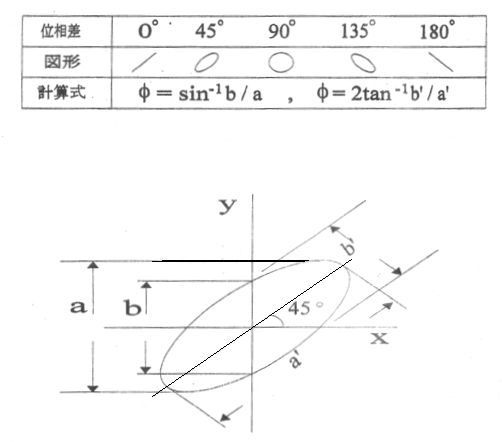 位相差 0° 45° 90° 135° 180°
図形
計算式 ϕ = sin⁻¹b / a , ϕ = 2tan⁻¹b' / a'
y
b'
a
b
45°
x
a'